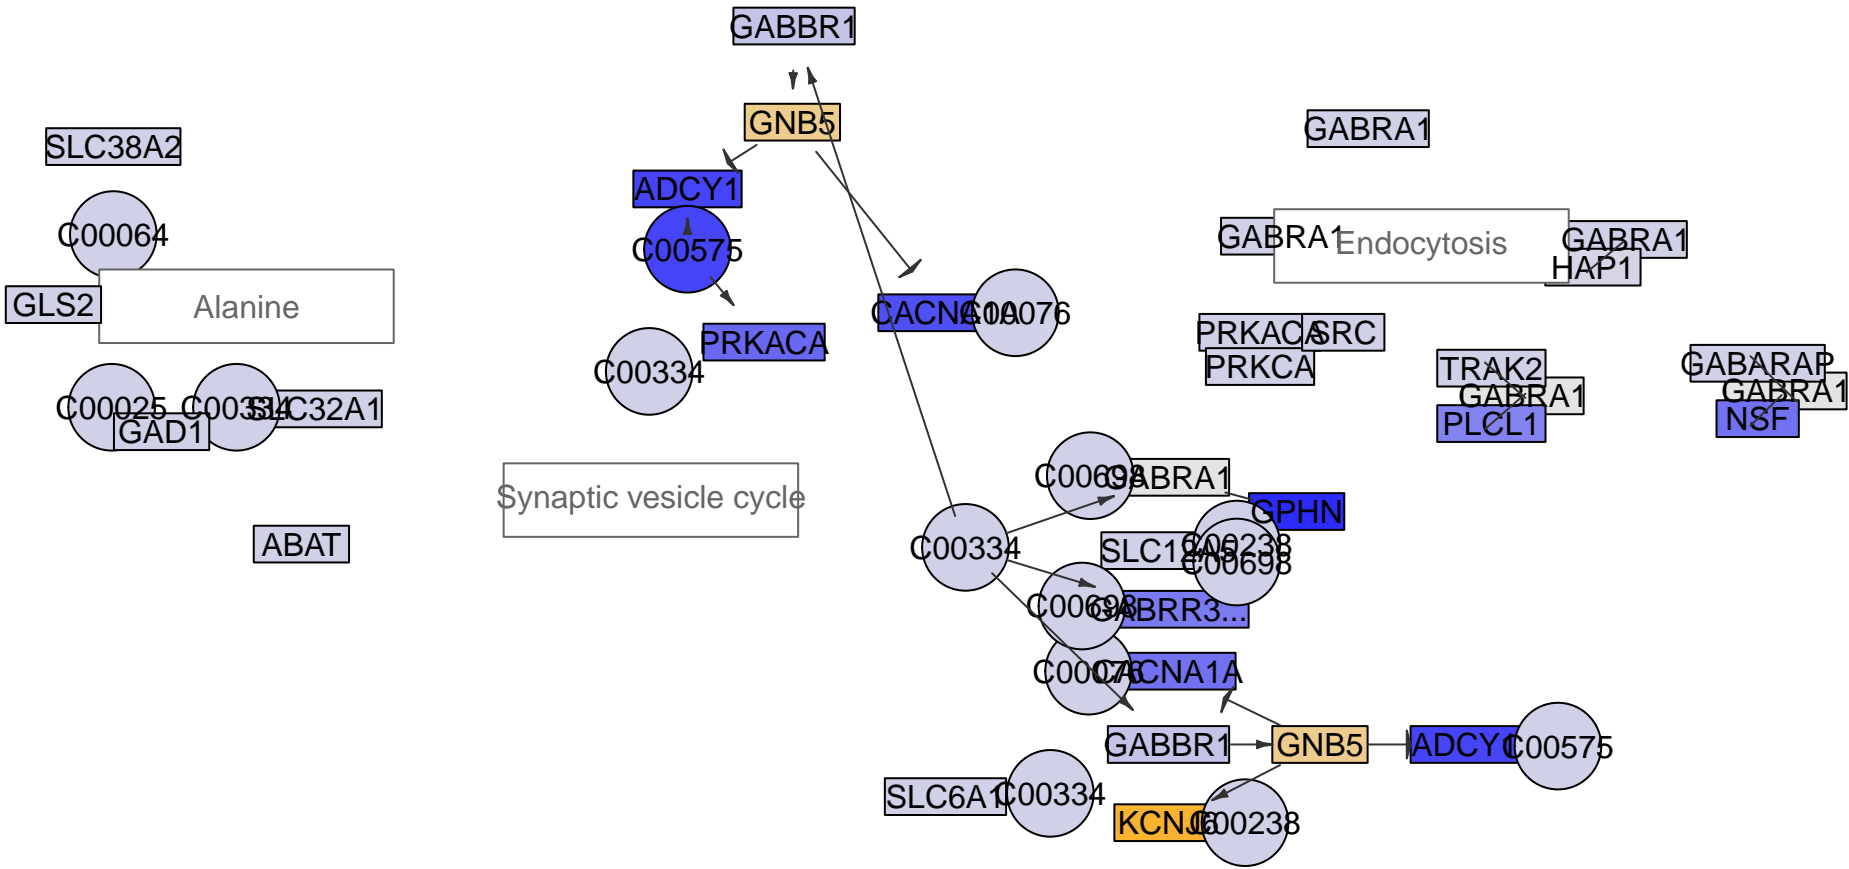 GABBR1
GNB5
GABRA1
SLC38A2
ADCY1
C00064
C00575
GABRA1
Endocytosis
GABRA1
HAP1
GLS2
Alanine
CACNA1A
C00076
PRKACA
PRKACA
SRC
C00334
PRKCA
TRAK2
GABARAP
GABRA1
GABRA1
C00025
C00334
SLC32A1
GAD1
PLCL1
NSF
C00698
GABRA1
Synaptic vesicle cycle
GPHN
ABAT
C00334
SLC12A5
C00238
C00698
C00698
GABRR3...
C00076
CACNA1A
GABBR1
GNB5
ADCY1
C00575
SLC6A1
C00334
KCNJ6
C00238